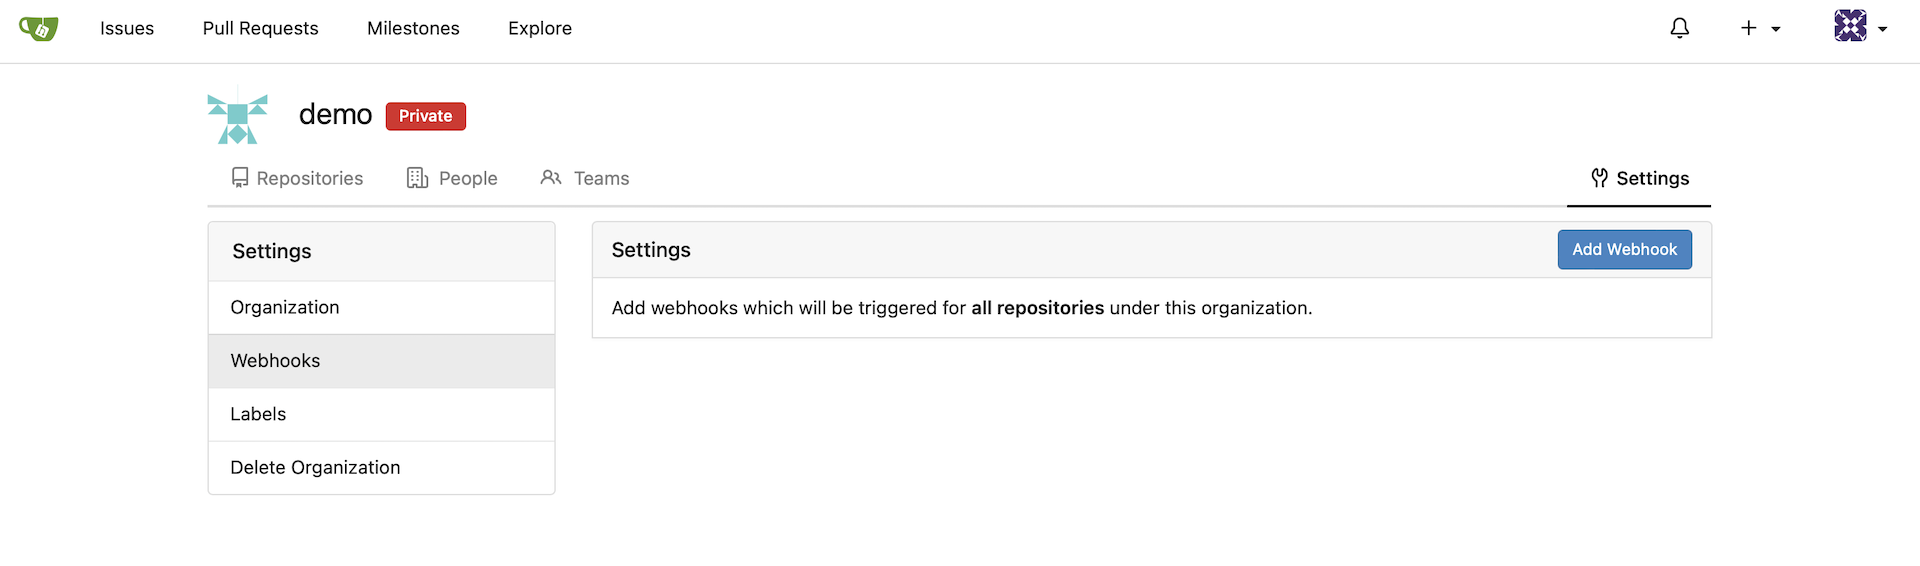 Issues Pull Requests Milestones Explore
demo Private
Repositories People Teams Settings
Settings
Organization
Webhooks
Labels
Delete Organization
Settings Add Webhook
Add webhooks which will be triggered for all repositories under this organization.